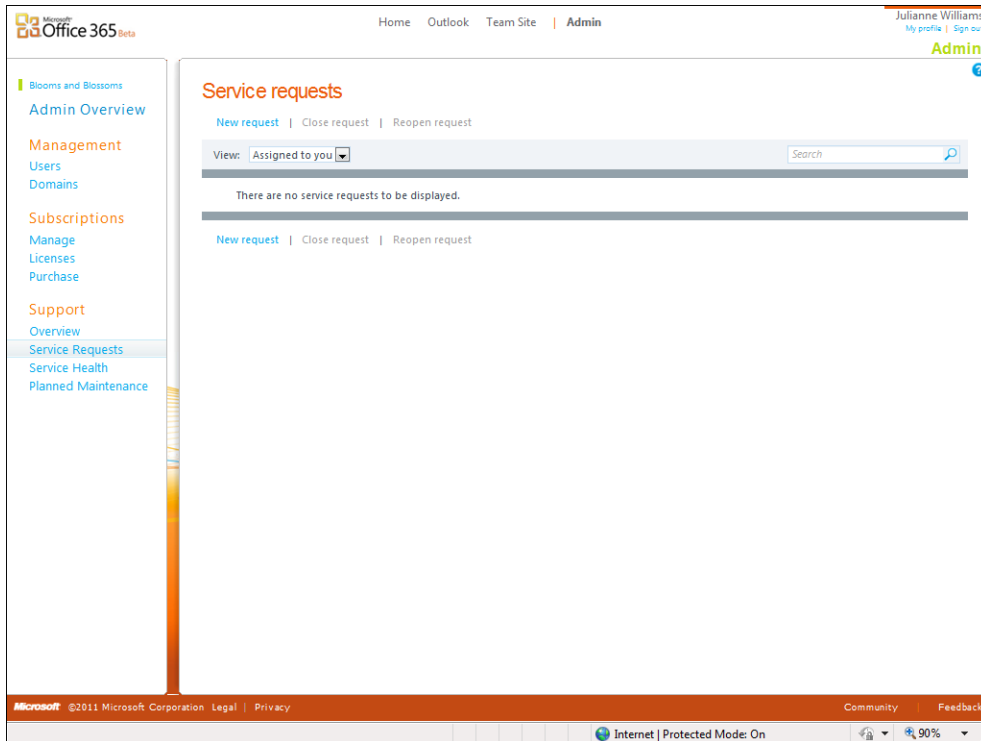 Microsoft
Office 365 Beta
Home Outlook Team Site | Admin
Julianne Williams
My profile | Sign out
Admin
Blooms and Blossoms
Admin Overview
Management
Users
Domains
Subscriptions
Manage
Licenses
Purchase
Support
Overview
Service Requests
Service Health
Planned Maintenance
?
Service requests
New request | Close request | Reopen request
View: Assigned to you
Search
There are no service requests to be displayed.
New request | Close request | Reopen request
Microsoft ©2011 Microsoft Corporation Legal | Privacy
Community | Feedback
Internet | Protected Mode: On
90%